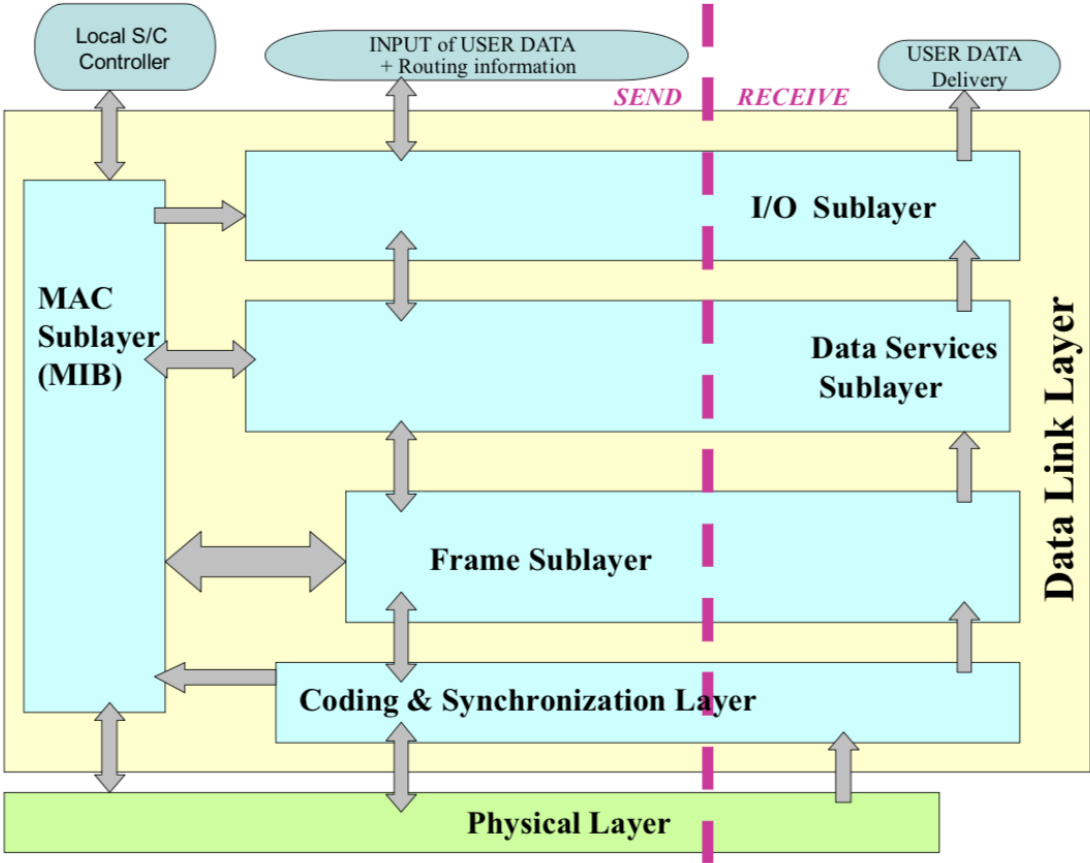 Local S/C
Controller
INPUT of USER DATA
+ Routing information
USER DATA
Delivery
SEND
RECEIVE
I/O Sublayer
MAC
Sublayer
(MIB)
Data Services
Sublayer
Data Link Layer
Frame Sublayer
Coding & Synchronization Layer
Physical Layer